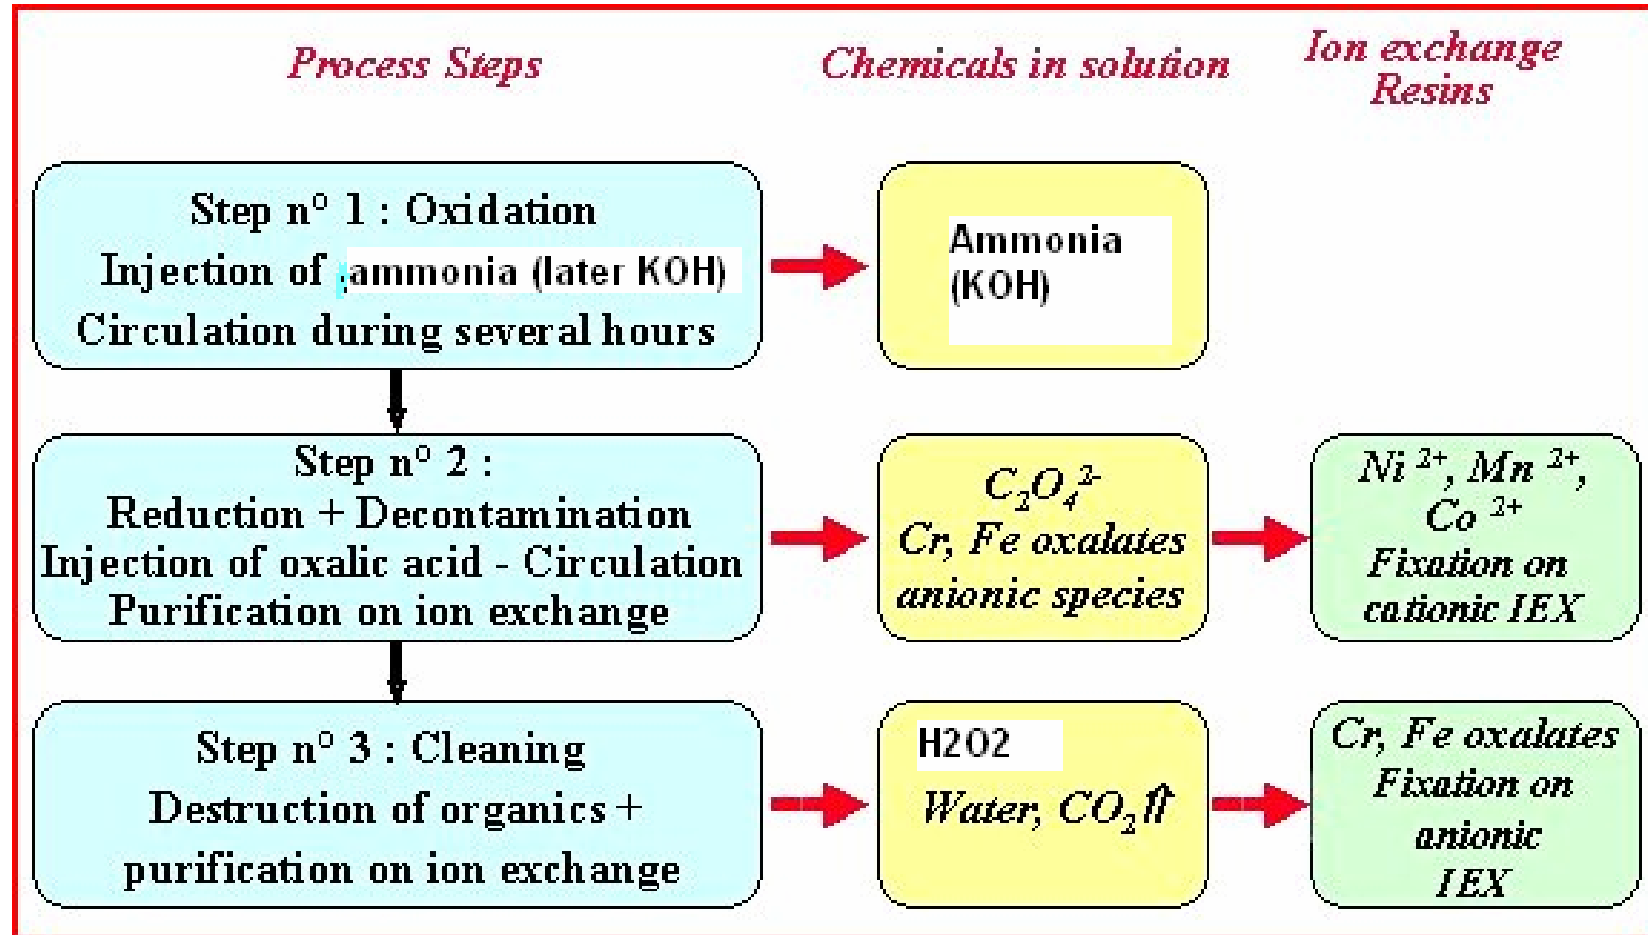 Process Steps
Chemicals in solution
Ion exchange
Resins
Step n° 1 : Oxidation
Injection of ammonia (later KOH)
Circulation during several hours
Ammonia
(KOH)
Step n° 2 :
Reduction + Decontamination
Injection of oxalic acid - Circulation
Purification on ion exchange
C₂O₄²⁻
Cr, Fe oxalates
anionic species
Ni ²⁺, Mn ²⁺,
Co ²⁺
Fixation on
cationic IEX
Step n° 3 : Cleaning
Destruction of organics +
purification on ion exchange
H2O2
Water, CO₂⇑
Cr, Fe oxalates
Fixation on
anionic
IEX